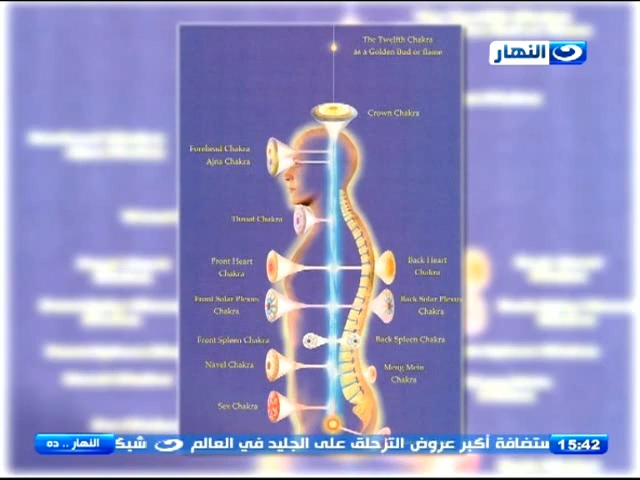 The Twelfth Chakra
as a Golden Bud or flame
النهار
Crown Chakra
Forehead Chakra
Ajna Chakra
Throat Chakra
Front Heart
Chakra
Back Heart
Chakra
Front Solar Plexus
Chakra
Back Solar Plexus
Chakra
Front Spleen Chakra
Back Spleen Chakra
Navel Chakra
Meng Mein
Chakra
Sex Chakra
15:42
ستضافة أكبر عروض التزحلق على الجليد في العالم
شبك
النهار .. ده